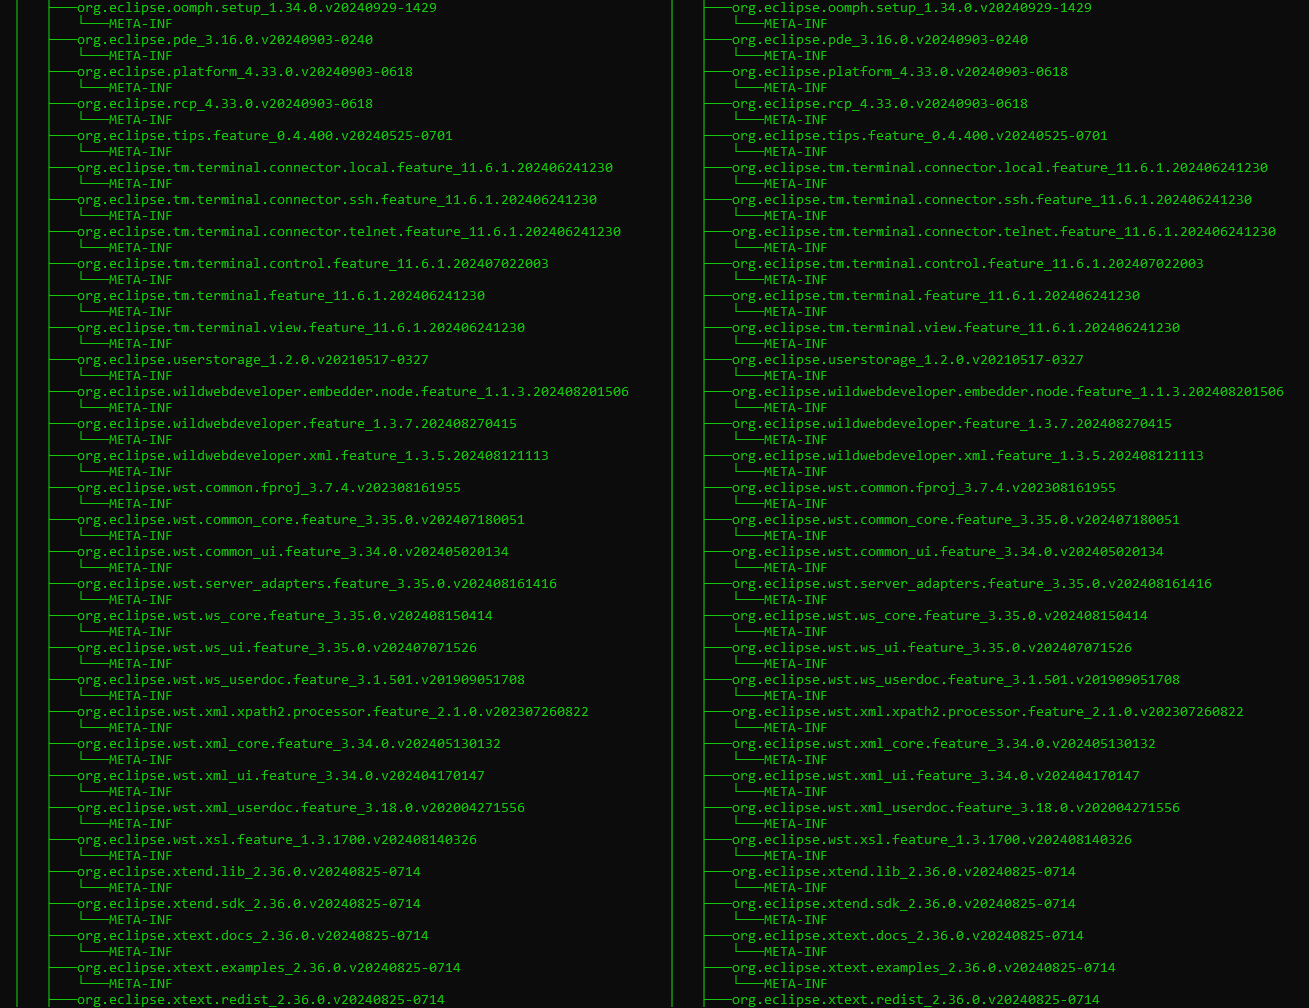 org.eclipse.oomph.setup_1.34.0.v20240929-1429
META-INF
org.eclipse.pde_3.16.0.v20240903-0240
META-INF
org.eclipse.platform_4.33.0.v20240903-0618
META-INF
org.eclipse.rcp_4.33.0.v20240903-0618
META-INF
org.eclipse.tips.feature_0.4.400.v20240525-0701
META-INF
org.eclipse.tm.terminal.connector.local.feature_11.6.1.202406241230
META-INF
org.eclipse.tm.terminal.connector.ssh.feature_11.6.1.202406241230
META-INF
org.eclipse.tm.terminal.connector.telnet.feature_11.6.1.202406241230
META-INF
org.eclipse.tm.terminal.control.feature_11.6.1.202407022003
META-INF
org.eclipse.tm.terminal.feature_11.6.1.202406241230
META-INF
org.eclipse.tm.terminal.view.feature_11.6.1.202406241230
META-INF
org.eclipse.userstorage_1.2.0.v20210517-0327
META-INF
org.eclipse.wildwebdeveloper.embedder.node.feature_1.1.3.202408201506
META-INF
org.eclipse.wildwebdeveloper.feature_1.3.7.202408270415
META-INF
org.eclipse.wildwebdeveloper.xml.feature_1.3.5.202408121113
META-INF
org.eclipse.wst.common.fproj_3.7.4.v202308161955
META-INF
org.eclipse.wst.common_core.feature_3.35.0.v202407180051
META-INF
org.eclipse.wst.common_ui.feature_3.34.0.v202405020134
META-INF
org.eclipse.wst.server_adapters.feature_3.35.0.v202408161416
META-INF
org.eclipse.wst.ws_core.feature_3.35.0.v202408150414
META-INF
org.eclipse.wst.ws_ui.feature_3.35.0.v202407071526
META-INF
org.eclipse.wst.ws_userdoc.feature_3.1.501.v201909051708
META-INF
org.eclipse.wst.xml.xpath2.processor.feature_2.1.0.v202307260822
META-INF
org.eclipse.wst.xml_core.feature_3.34.0.v202405130132
META-INF
org.eclipse.wst.xml_ui.feature_3.34.0.v202404170147
META-INF
org.eclipse.wst.xml_userdoc.feature_3.18.0.v202004271556
META-INF
org.eclipse.wst.xsl.feature_1.3.1700.v202408140326
META-INF
org.eclipse.xtend.lib_2.36.0.v20240825-0714
META-INF
org.eclipse.xtend.sdk_2.36.0.v20240825-0714
META-INF
org.eclipse.xtext.docs_2.36.0.v20240825-0714
META-INF
org.eclipse.xtext.examples_2.36.0.v20240825-0714
META-INF
org.eclipse.xtext.redist_2.36.0.v20240825-0714
org.eclipse.oomph.setup_1.34.0.v20240929-1429
META-INF
org.eclipse.pde_3.16.0.v20240903-0240
META-INF
org.eclipse.platform_4.33.0.v20240903-0618
META-INF
org.eclipse.rcp_4.33.0.v20240903-0618
META-INF
org.eclipse.tips.feature_0.4.400.v20240525-0701
META-INF
org.eclipse.tm.terminal.connector.local.feature_11.6.1.202406241230
META-INF
org.eclipse.tm.terminal.connector.ssh.feature_11.6.1.202406241230
META-INF
org.eclipse.tm.terminal.connector.telnet.feature_11.6.1.202406241230
META-INF
org.eclipse.tm.terminal.control.feature_11.6.1.202407022003
META-INF
org.eclipse.tm.terminal.feature_11.6.1.202406241230
META-INF
org.eclipse.tm.terminal.view.feature_11.6.1.202406241230
META-INF
org.eclipse.userstorage_1.2.0.v20210517-0327
META-INF
org.eclipse.wildwebdeveloper.embedder.node.feature_1.1.3.202408201506
META-INF
org.eclipse.wildwebdeveloper.feature_1.3.7.202408270415
META-INF
org.eclipse.wildwebdeveloper.xml.feature_1.3.5.202408121113
META-INF
org.eclipse.wst.common.fproj_3.7.4.v202308161955
META-INF
org.eclipse.wst.common_core.feature_3.35.0.v202407180051
META-INF
org.eclipse.wst.common_ui.feature_3.34.0.v202405020134
META-INF
org.eclipse.wst.server_adapters.feature_3.35.0.v202408161416
META-INF
org.eclipse.wst.ws_core.feature_3.35.0.v202408150414
META-INF
org.eclipse.wst.ws_ui.feature_3.35.0.v202407071526
META-INF
org.eclipse.wst.ws_userdoc.feature_3.1.501.v201909051708
META-INF
org.eclipse.wst.xml.xpath2.processor.feature_2.1.0.v202307260822
META-INF
org.eclipse.wst.xml_core.feature_3.34.0.v202405130132
META-INF
org.eclipse.wst.xml_ui.feature_3.34.0.v202404170147
META-INF
org.eclipse.wst.xml_userdoc.feature_3.18.0.v202004271556
META-INF
org.eclipse.wst.xsl.feature_1.3.1700.v202408140326
META-INF
org.eclipse.xtend.lib_2.36.0.v20240825-0714
META-INF
org.eclipse.xtend.sdk_2.36.0.v20240825-0714
META-INF
org.eclipse.xtext.docs_2.36.0.v20240825-0714
META-INF
org.eclipse.xtext.examples_2.36.0.v20240825-0714
META-INF
org.eclipse.xtext.redist_2.36.0.v20240825-0714